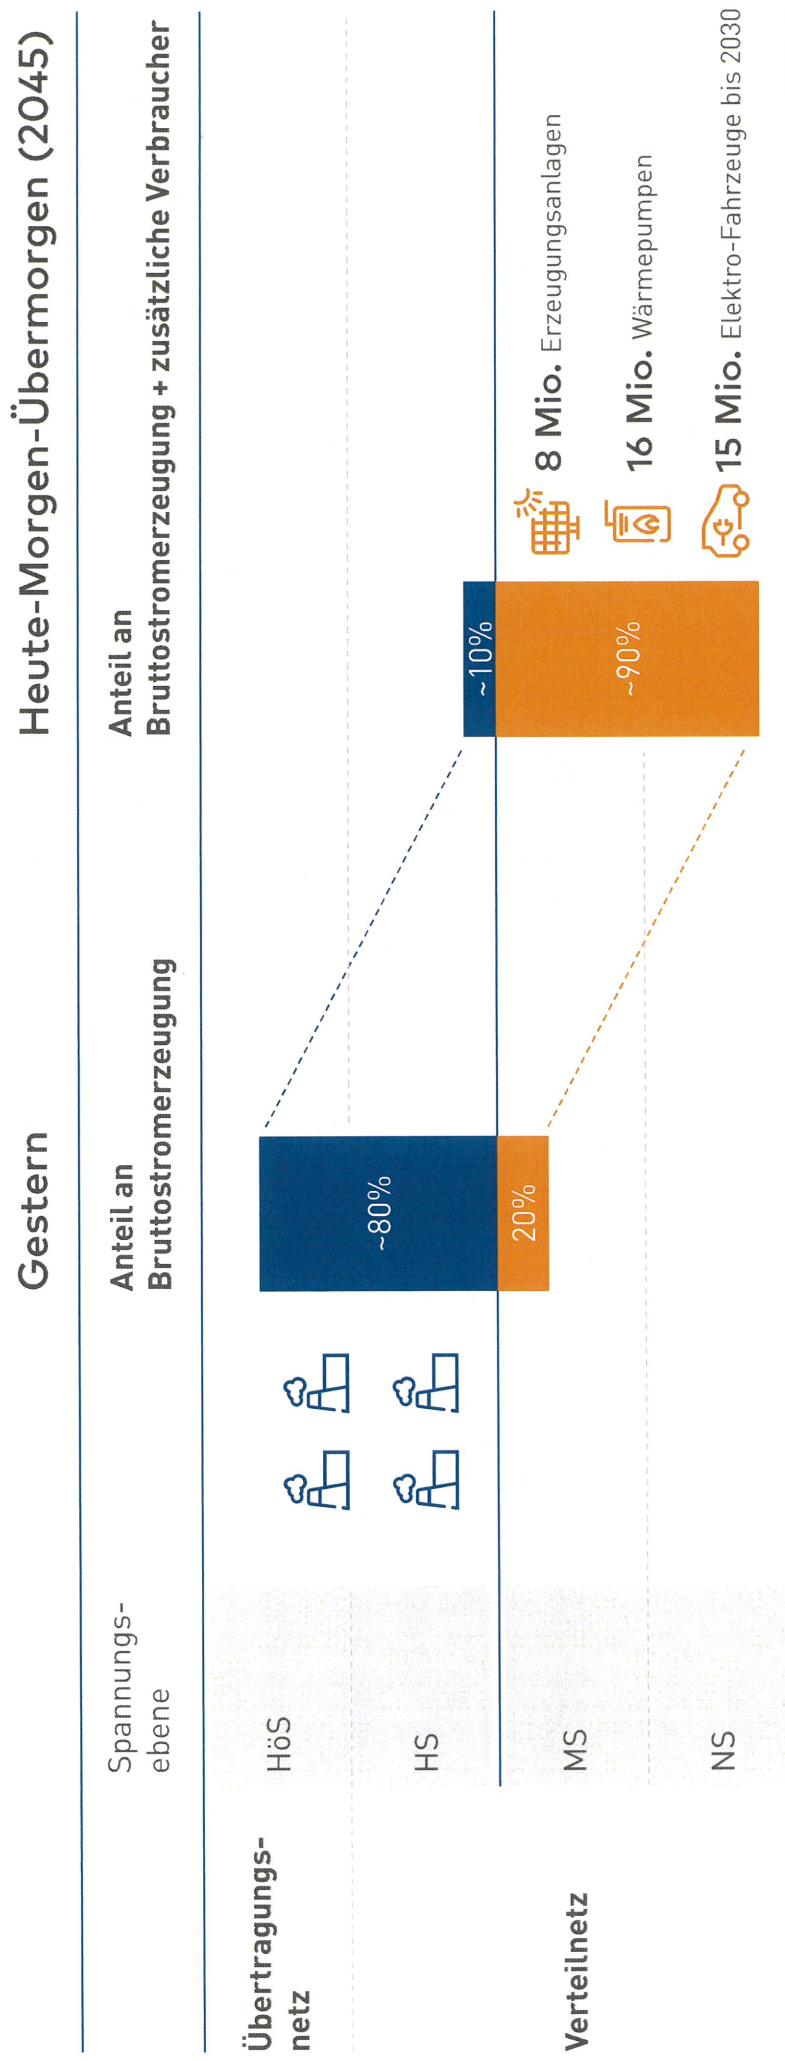 Gestern
Heute-Morgen-Übermorgen (2045)
Spannungs-
ebene
Anteil an
Bruttostromerzeugung
Anteil an
Bruttostromerzeugung + zusätzliche Verbraucher
Übertragungs-
netz
HöS
HS
~80%
~10%
Verteilnetz
MS
20%
~90%
8 Mio. Erzeugungsanlagen
16 Mio. Wärmepumpen
NS
15 Mio. Elektro-Fahrzeuge bis 2030